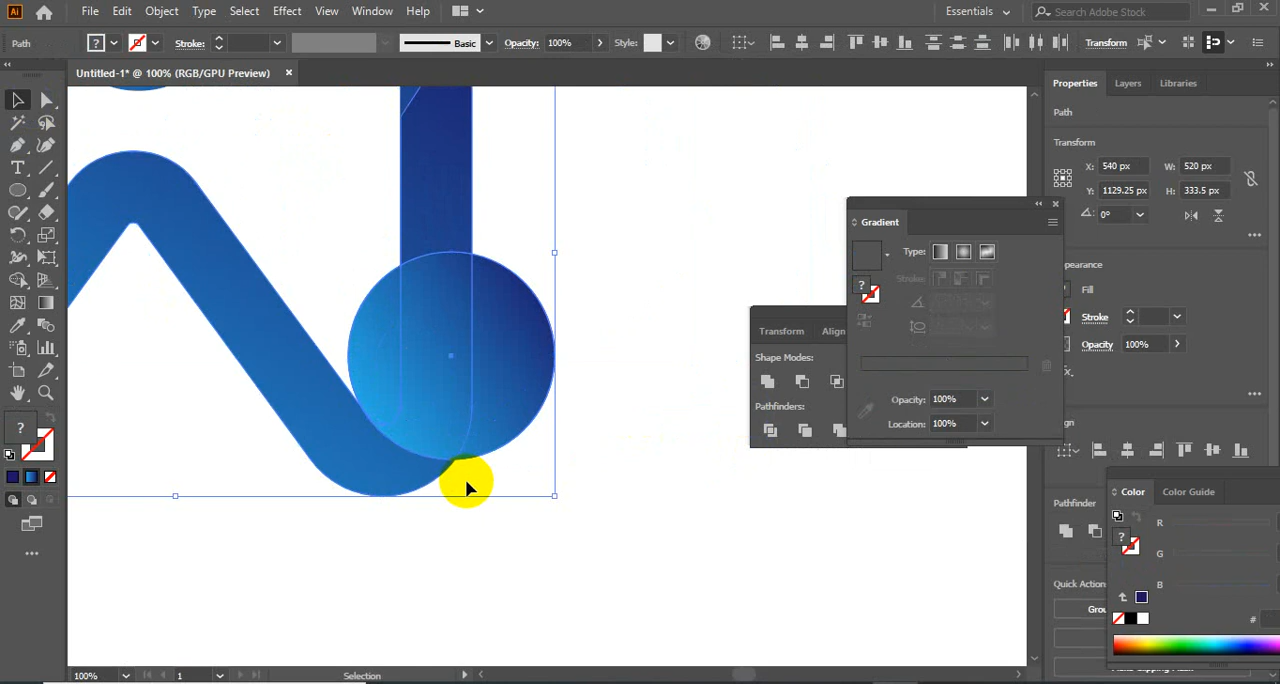 Ai File Edit Object Type Select Effect View Window Help Essentials Search Adobe Stock
Path ? Stroke: Basic Opacity: 100% Style: Transform
Untitled-1* @ 100% (RGB/GPU Preview) ×
Properties Layers Libraries
Path
Transform
X: 540 px W: 520 px
Y: 1129.25 px H: 333.5 px
0°
Gradient
Type:
Stroke:
?
Opacity: 100%
Location: 100%
Transform Align
Shape Modes:
Pathfinders:
Appearance
Fill
Stroke
Opacity 100%
Pathfinder
Quick Action
Grou
Color Color Guide
R
?
G
B
#
?
100% 1 Selection